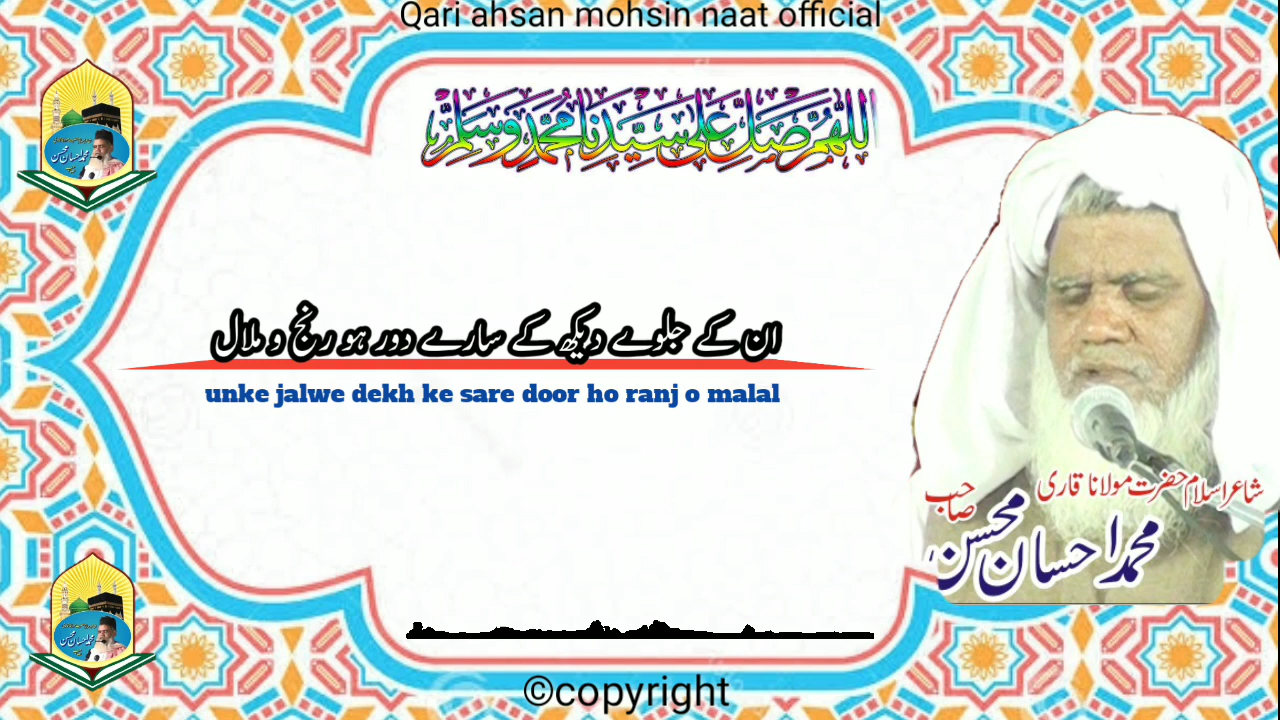 Qari ahsan mohsin naat official
اللهم صل على سيدنا محمد وسلم
ان کے جلوے دیکھ کے سارے دور ہو رنج و ملال
unke jalwe dekh ke sare door ho ranj o malal
شاعر اسلام حضرت مولانا قاری
محمد احسان محسن صاحب
©copyright